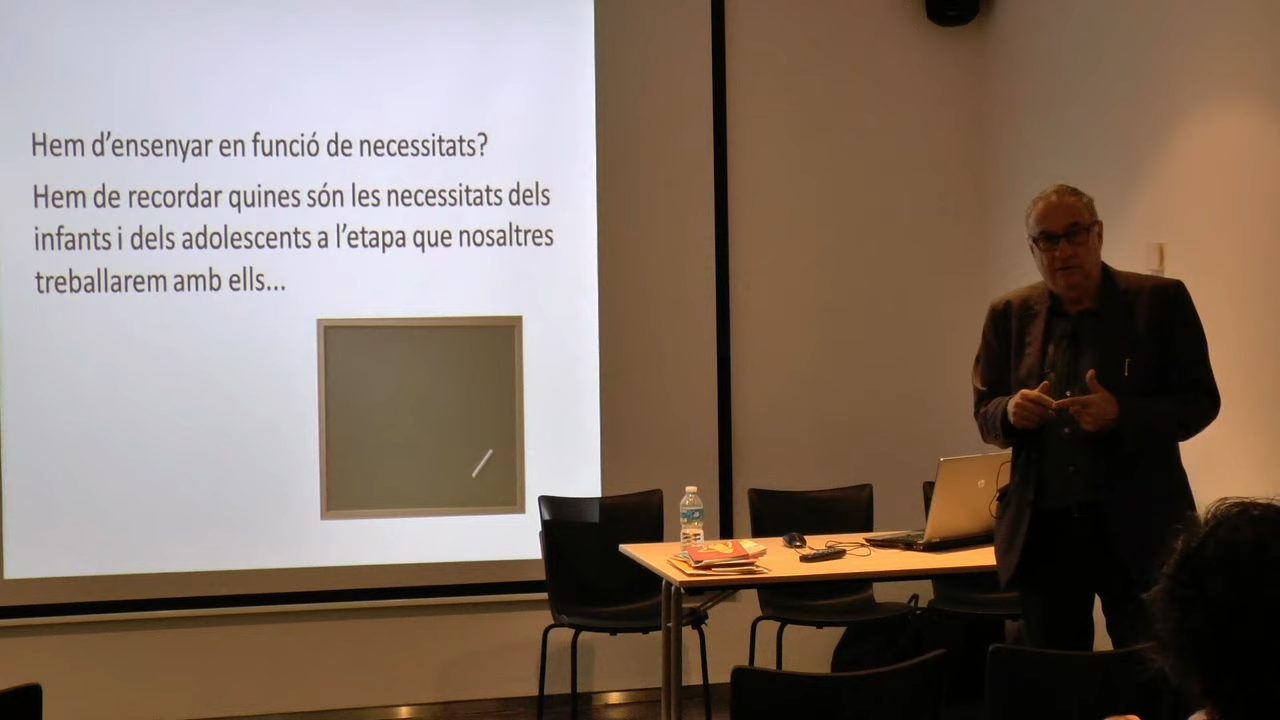 Hem d’ensenyar en funció de necessitats?
Hem de recordar quines són les necessitats dels
infants i dels adolescents a l’etapa que nosaltres
treballarem amb ells...